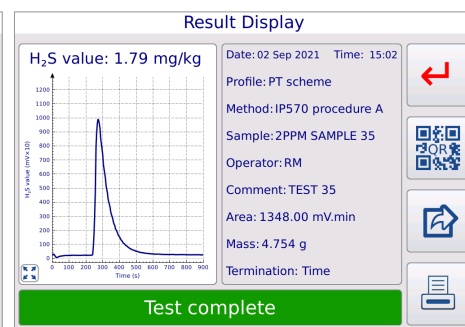 Result Display
H₂S value: 1.79 mg/kg
H₂S value (mV×10)
1200
1100
1000
900
800
700
600
500
400
300
200
100
0
0 100 200 300 400 500 600 700 800 900
Time (s)
Date: 02 Sep 2021 Time: 15:02
Profile: PT scheme
Method: IP570 procedure A
Sample: 2PPM SAMPLE 35
Operator: RM
Comment: TEST 35
Area: 1348.00 mV.min
Mass: 4.754 g
Termination: Time
QR
Test complete